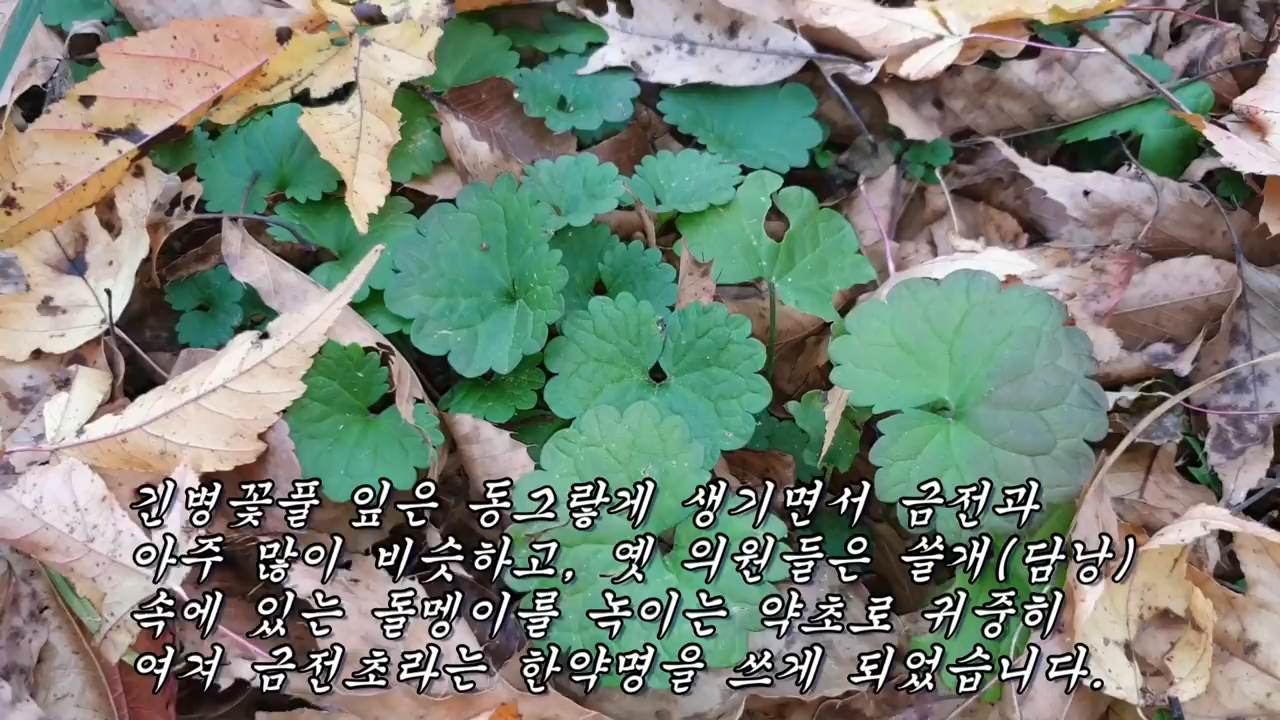 긴병꽃풀 잎은 동그랗게 생기면서 금전과
아주 많이 비슷하고, 옛 의원들은 쓸개(담낭)
속에 있는 돌멩이를 녹이는 약초로 귀중히
여겨 금전초라는 한약명을 쓰게 되었습니다.